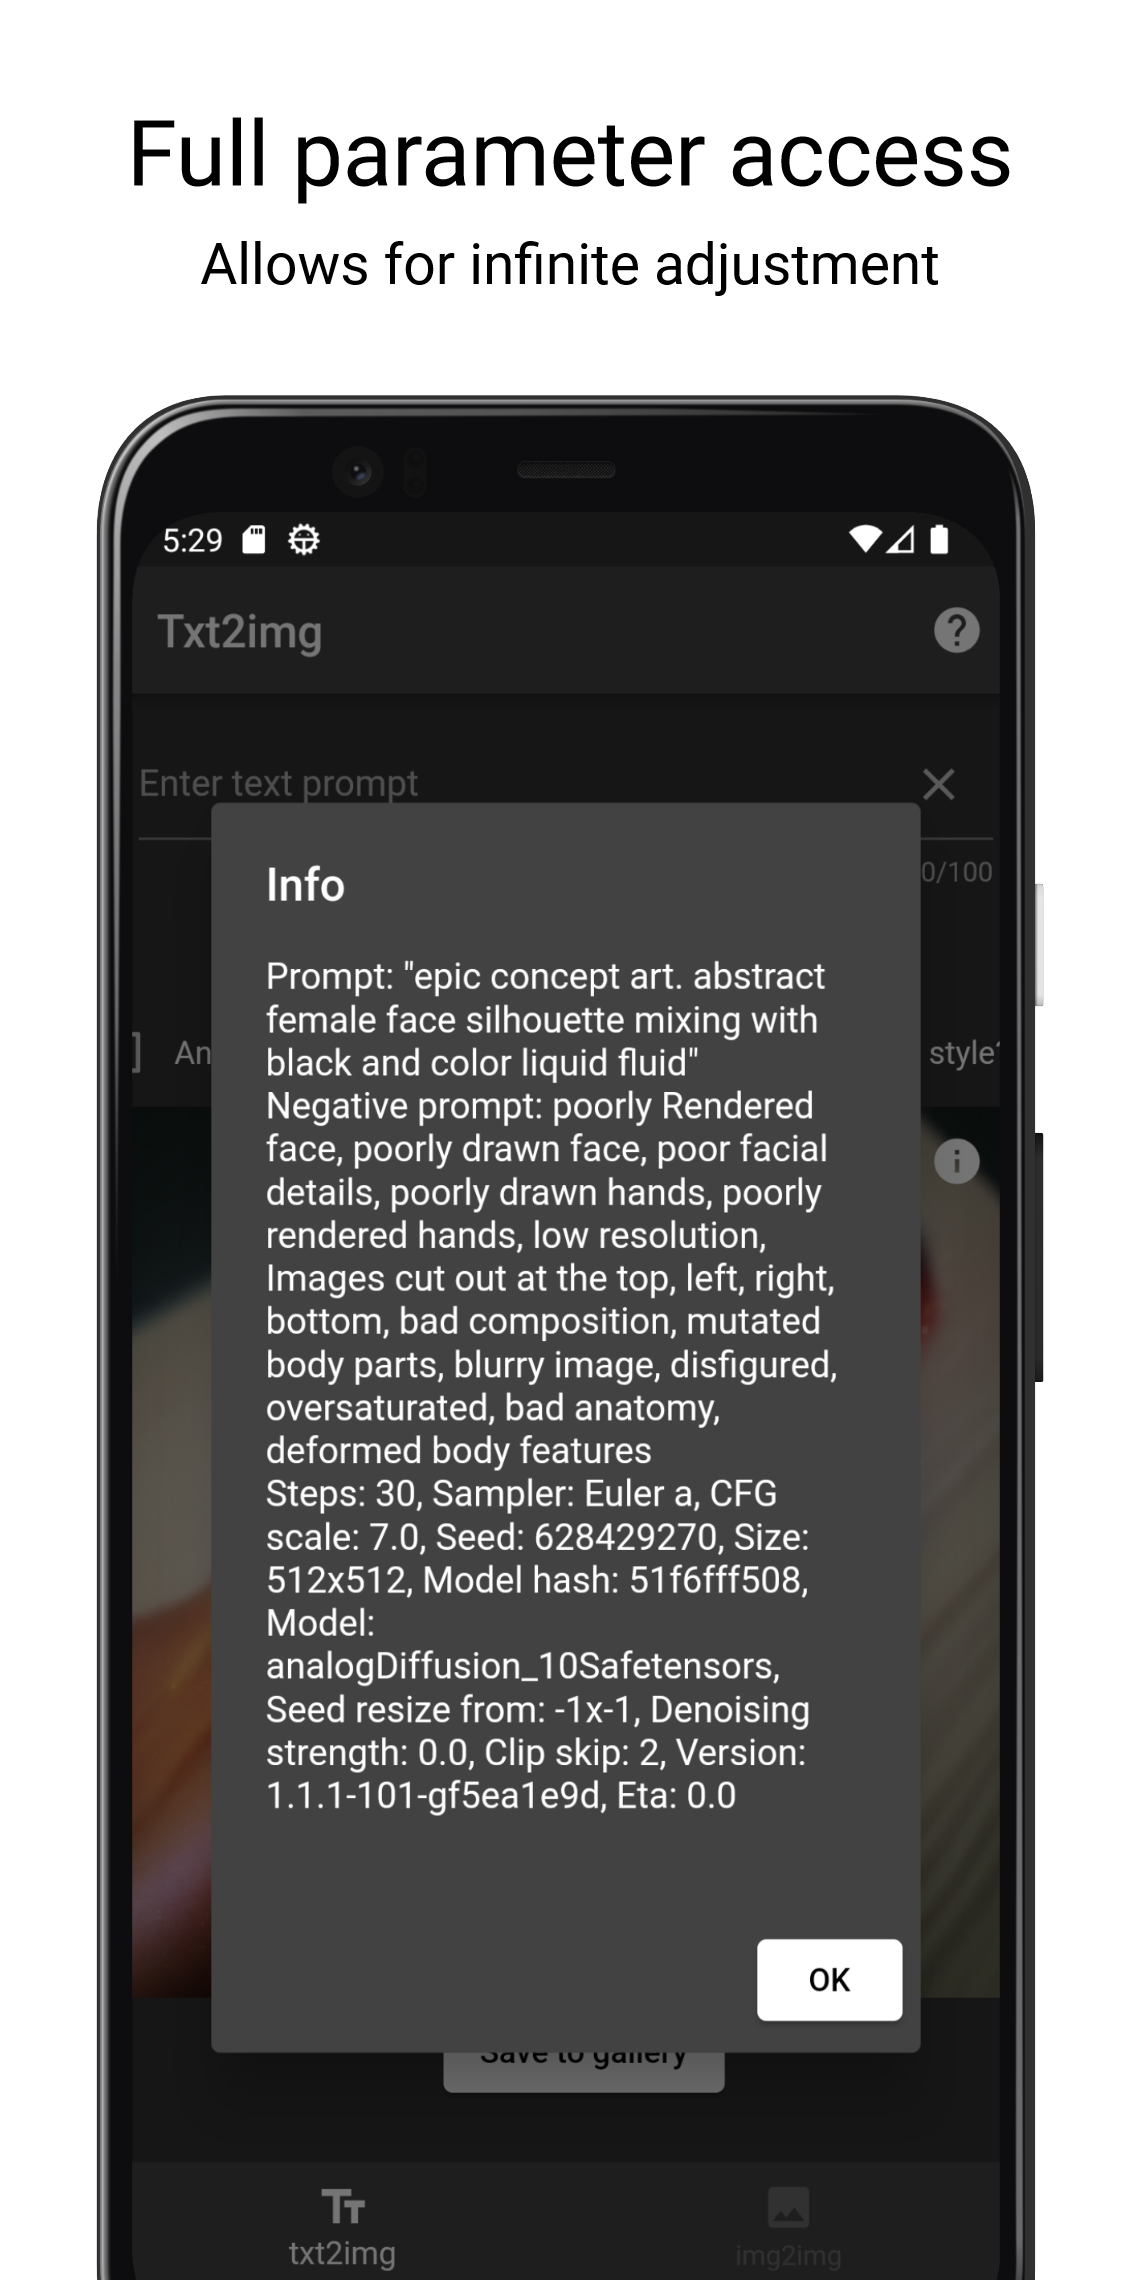 Full parameter access
Allows for infinite adjustment
5:29
Txt2img
Enter text prompt
0/100
Info
Prompt: "epic concept art. abstract
female face silhouette mixing with
black and color liquid fluid"
Negative prompt: poorly Rendered
face, poorly drawn face, poor facial
details, poorly drawn hands, poorly
rendered hands, low resolution,
Images cut out at the top, left, right,
bottom, bad composition, mutated
body parts, blurry image, disfigured,
oversaturated, bad anatomy,
deformed body features
Steps: 30, Sampler: Euler a, CFG
scale: 7.0, Seed: 628429270, Size:
512x512, Model hash: 51f6fff508,
Model:
analogDiffusion_10Safetensors,
Seed resize from: -1x-1, Denoising
strength: 0.0, Clip skip: 2, Version:
1.1.1-101-gf5ea1e9d, Eta: 0.0
An
style
OK
Save to gallery
txt2img
img2img